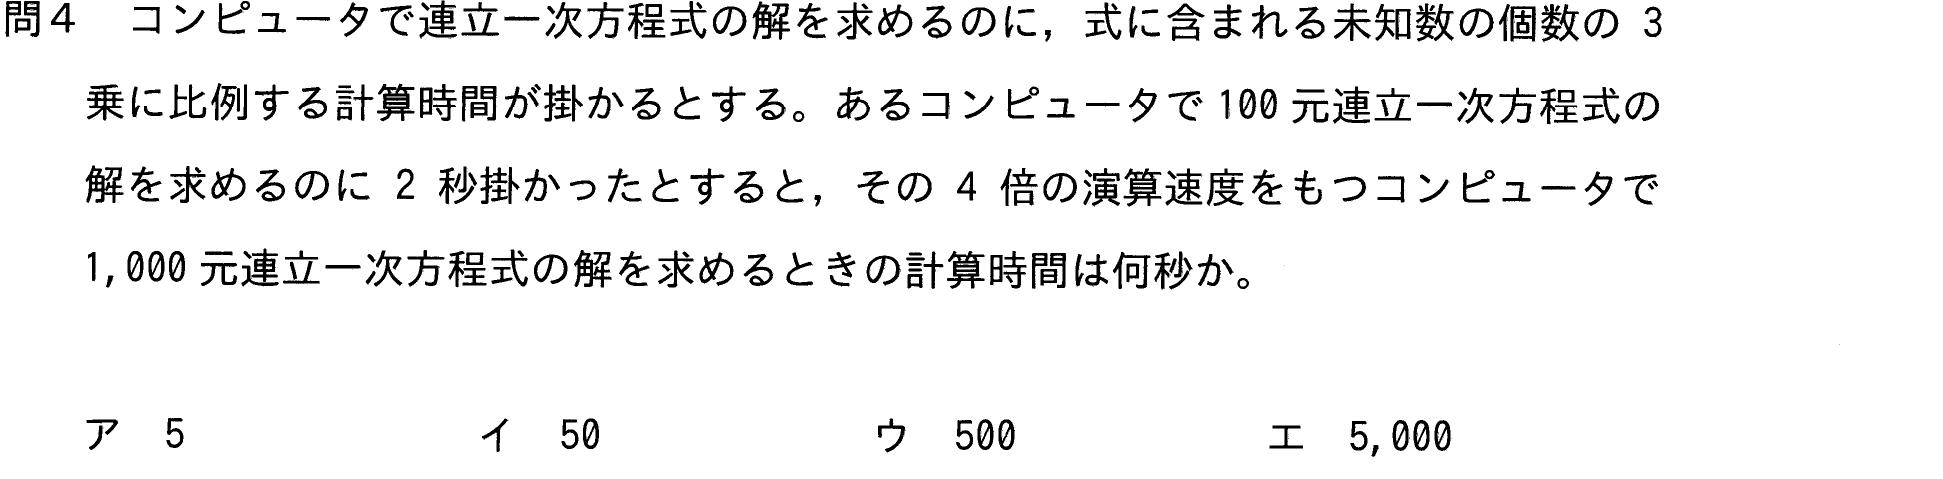 問4 コンピュータで連立一次方程式の解を求めるのに，式に含まれる未知数の個数の 3
乗に比例する計算時間が掛かるとする。あるコンピュータで 100 元連立一次方程式の
解を求めるのに 2 秒掛かったとすると，その 4 倍の演算速度をもつコンピュータで
1,000 元連立一次方程式の解を求めるときの計算時間は何秒か。
ア 5 イ 50 ウ 500 エ 5,000